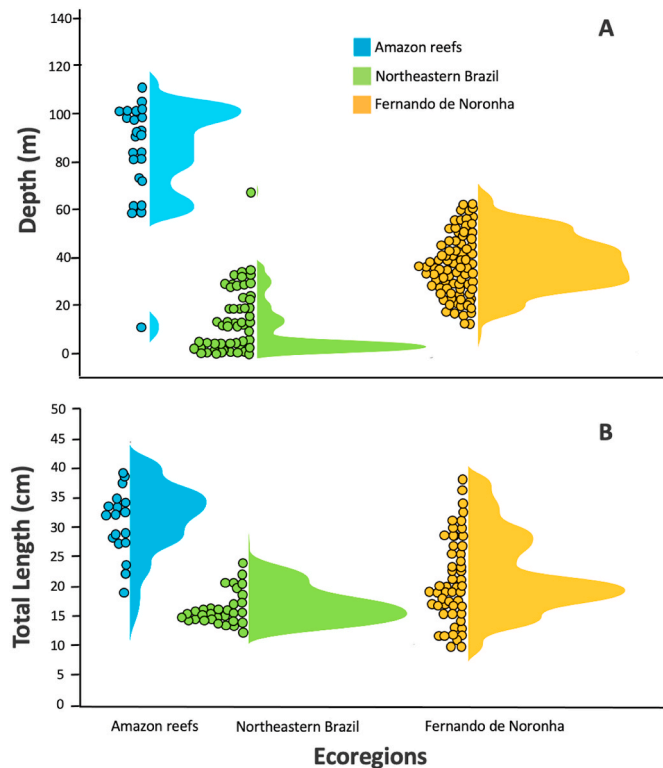 A
Amazon reefs
Northeastern Brazil
Fernando de Noronha
Depth (m)
140
120
100
80
60
40
20
0
B
Total Length (cm)
50
45
40
35
30
25
20
15
10
5
0
Amazon reefs Northeastern Brazil Fernando de Noronha
Ecoregions